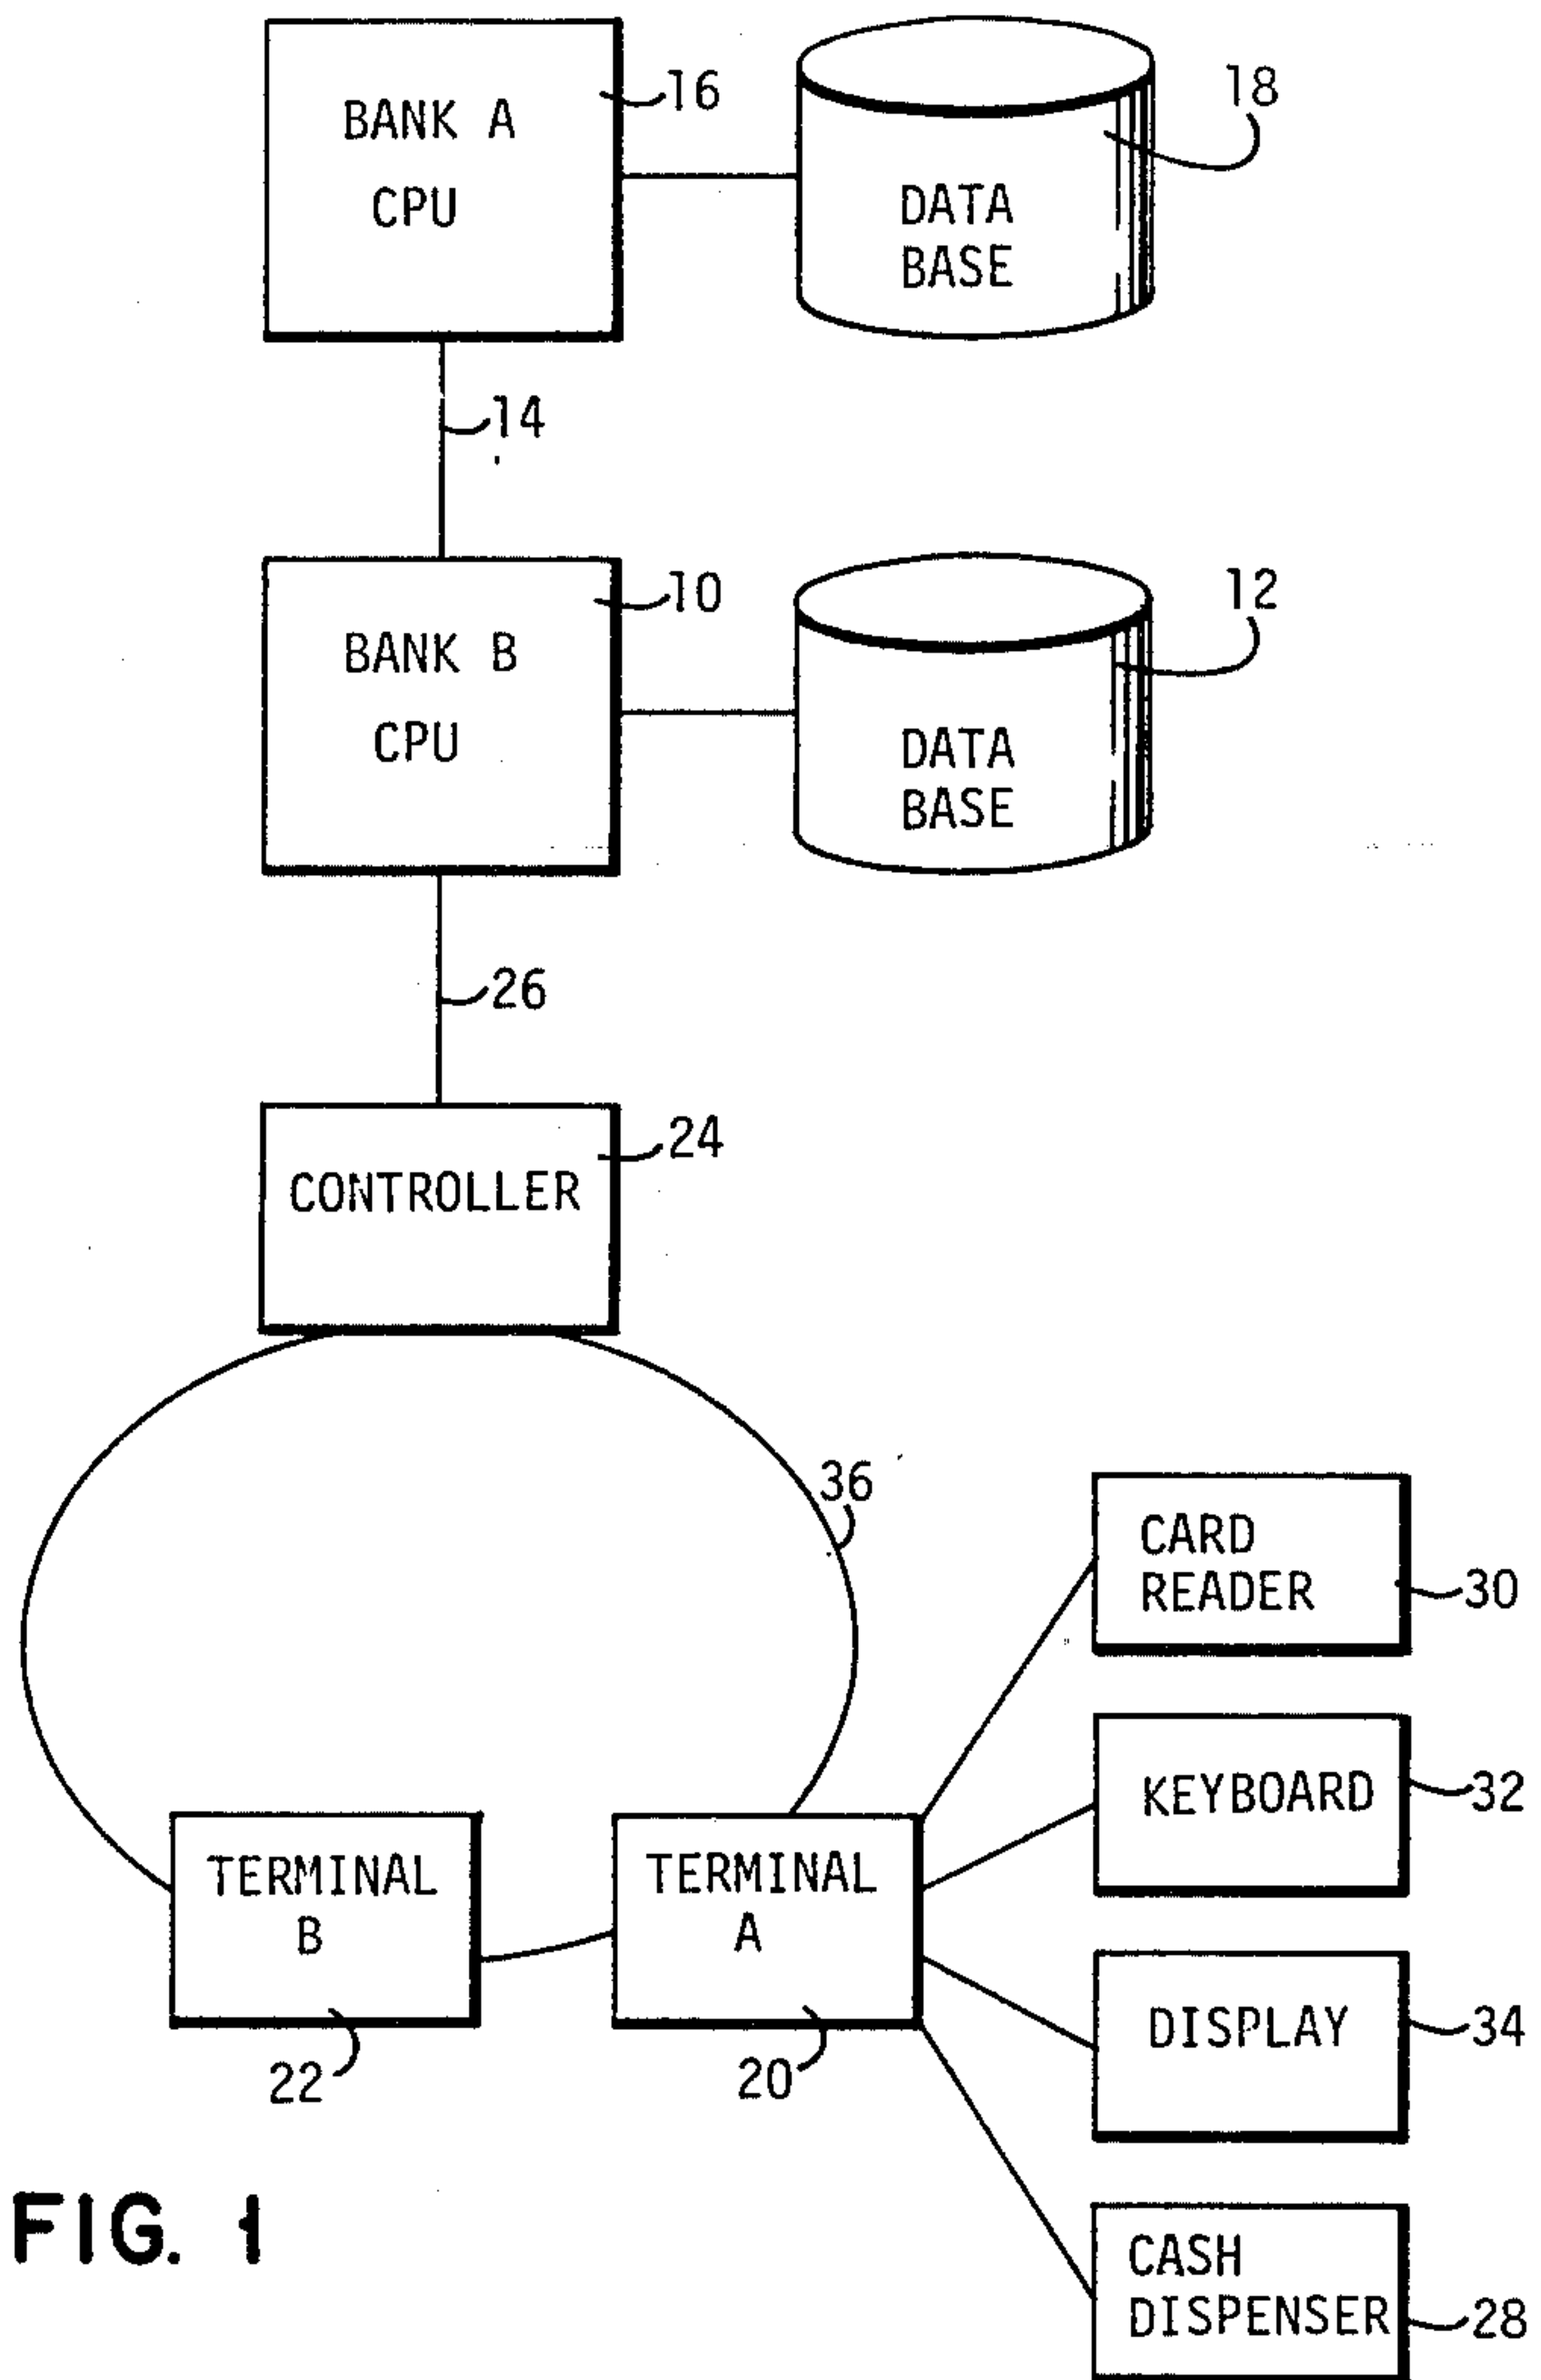 BANK A
CPU
16
DATA
BASE
18
14
BANK B
CPU
10
DATA
BASE
12
26
CONTROLLER
24
36
CARD
READER
30
KEYBOARD
32
TERMINAL
B
22
TERMINAL
A
20
DISPLAY
34
CASH
DISPENSER
28
FIG. 1